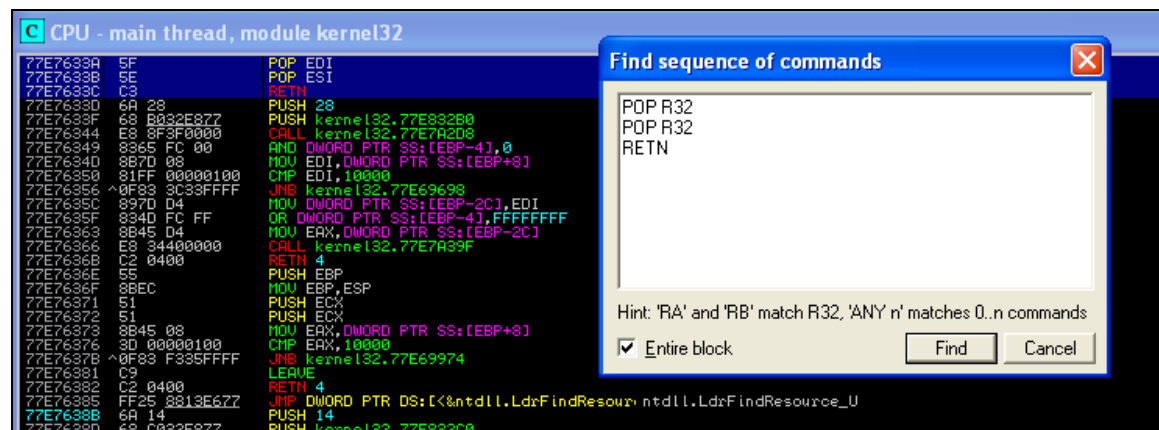 C CPU - main thread, module kernel32
77E7633A 5F POP EDI
77E7633B 5E POP ESI
77E7633C C3 RETN
77E7633D 6A 28 PUSH 28
77E7633F 68 B032E877 PUSH kernel32.77E832B0
77E76344 E8 8F3F0000 CALL kernel32.77E7A2D8
77E76349 8365 FC 00 AND DWORD PTR SS:[EBP-4],0
77E7634D 8B7D 08 MOV EDI,DWORD PTR SS:[EBP+8]
77E76350 81FF 00000100 CMP EDI,10000
77E76356 ^0F83 3C33FFFF JNB kernel32.77E69698
77E7635C 897D D4 MOV DWORD PTR SS:[EBP-2C],EDI
77E7635F 834D FC FF OR DWORD PTR SS:[EBP-4],FFFFFFFF
77E76363 8B45 D4 MOV EAX,DWORD PTR SS:[EBP-2C]
77E76366 E8 34400000 CALL kernel32.77E7A39F
77E7636B C2 0400 RETN 4
77E7636E 55 PUSH EBP
77E7636F 8BEC MOV EBP,ESP
77E76371 51 PUSH ECX
77E76372 51 PUSH ECX
77E76373 8B45 08 MOV EAX,DWORD PTR SS:[EBP+8]
77E76376 3D 00000100 CMP EAX,10000
77E7637B ^0F83 F335FFFF JNB kernel32.77E69974
77E76381 C9 LEAVE
77E76382 C2 0400 RETN 4
77E76385 FF25 8813E677 JMP DWORD PTR DS:[<&ntdll.LdrFindResour ntdll.LdrFindResource_U
77E7638B 6A 14 PUSH 14
77E7638D 68 C033E877 PUSH kernel32.77E833C0
Find sequence of commands
POP R32
POP R32
RETN
Hint: 'RA' and 'RB' match R32, 'ANY n' matches 0..n commands
Entire block
Find Cancel